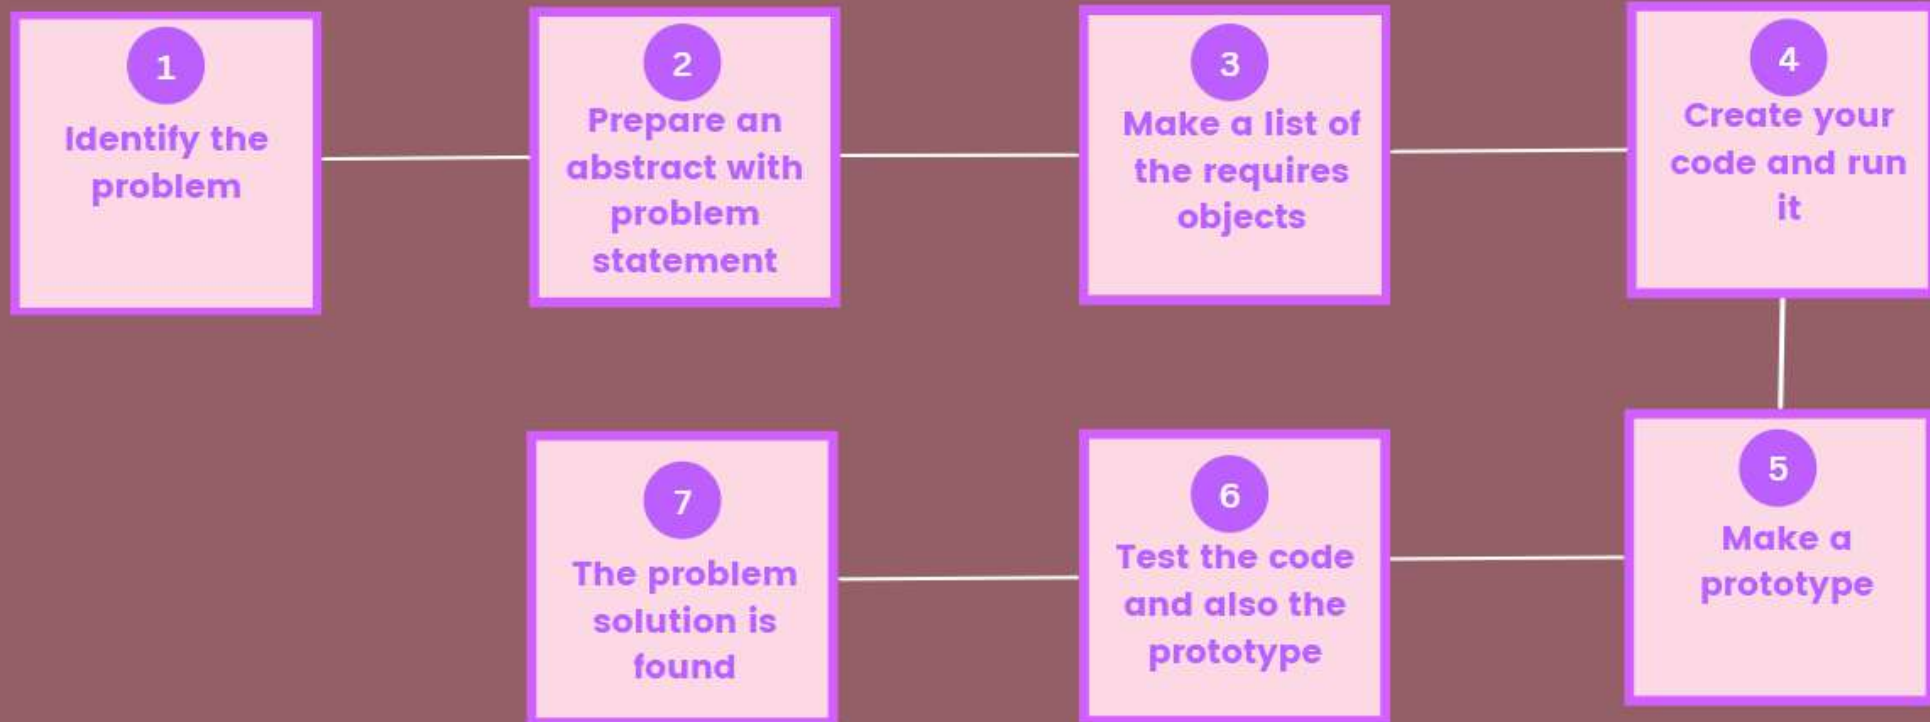 1
Identify the
problem
2
Prepare an
abstract with
problem
statement
3
Make a list of
the requires
objects
4
Create your
code and run
it
5
Make a
prototype
6
Test the code
and also the
prototype
7
The problem
solution is
found